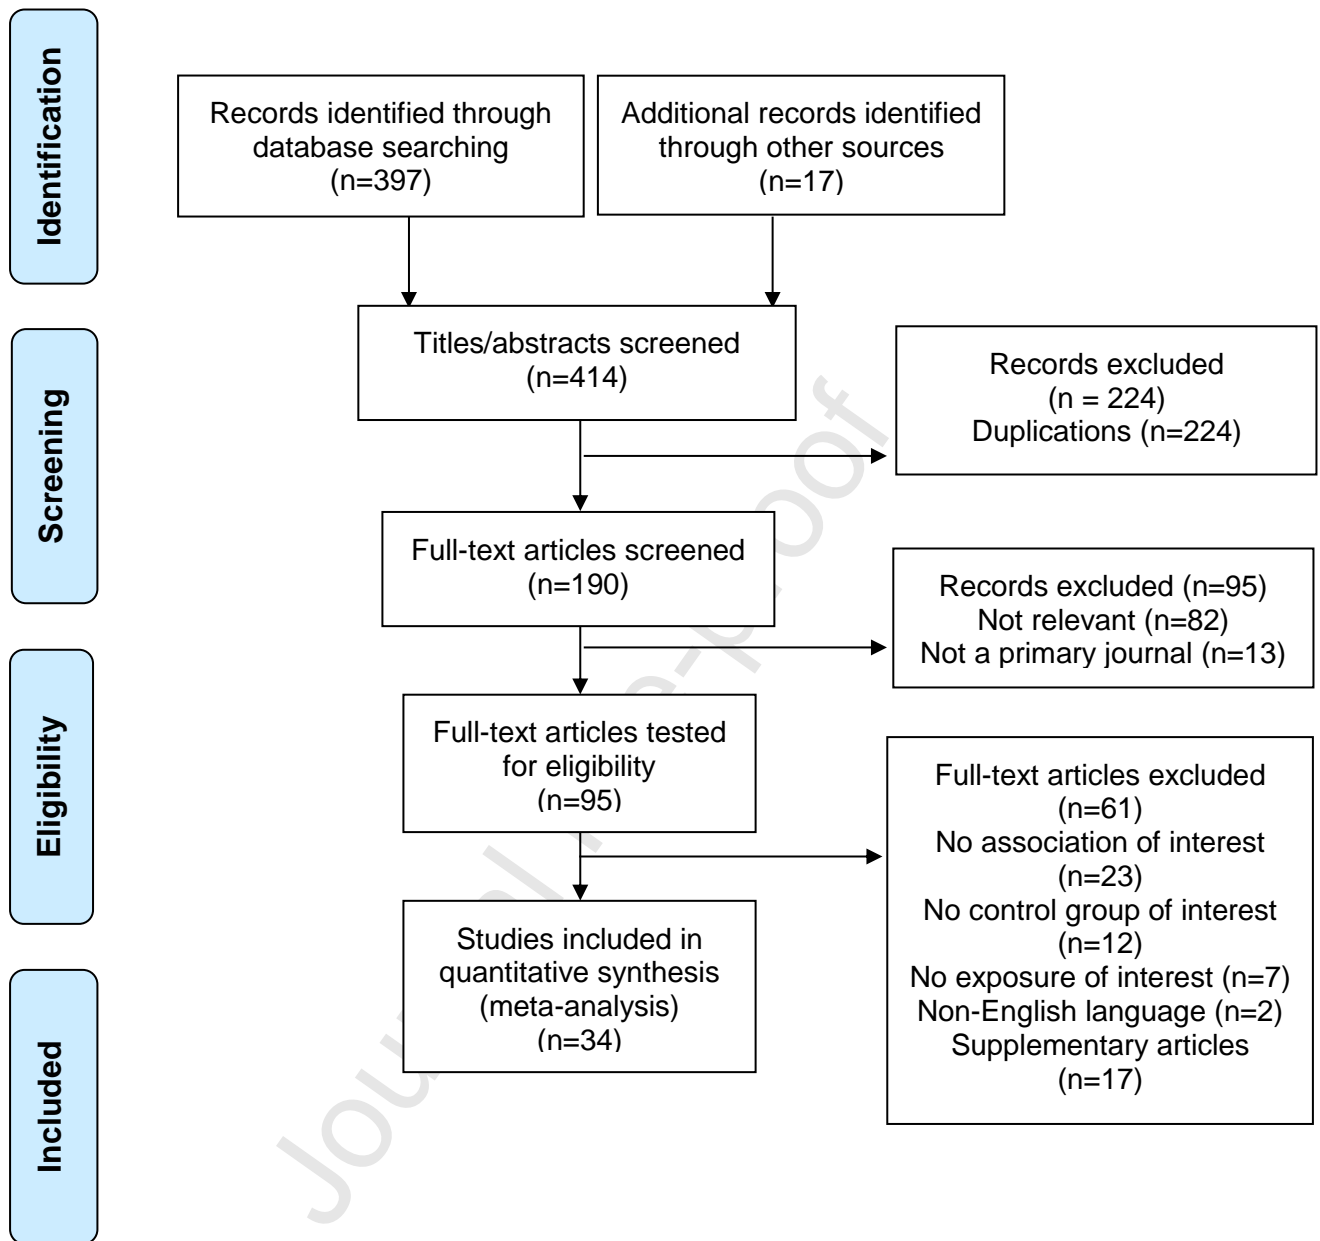 Identification
Records identified through
database searching
(n=397)
Additional records identified
through other sources
(n=17)
Screening
Titles/abstracts screened
(n=414)
Records excluded
(n = 224)
Duplications (n=224)
Full-text articles screened
(n=190)
Records excluded (n=95)
Not relevant (n=82)
Not a primary journal (n=13)
Eligibility
Full-text articles tested
for eligibility
(n=95)
Full-text articles excluded
(n=61)
No association of interest
(n=23)
No control group of interest
(n=12)
No exposure of interest (n=7)
Non-English language (n=2)
Supplementary articles
(n=17)
Included
Studies included in
quantitative synthesis
(meta-analysis)
(n=34)
Journal Pre-proof